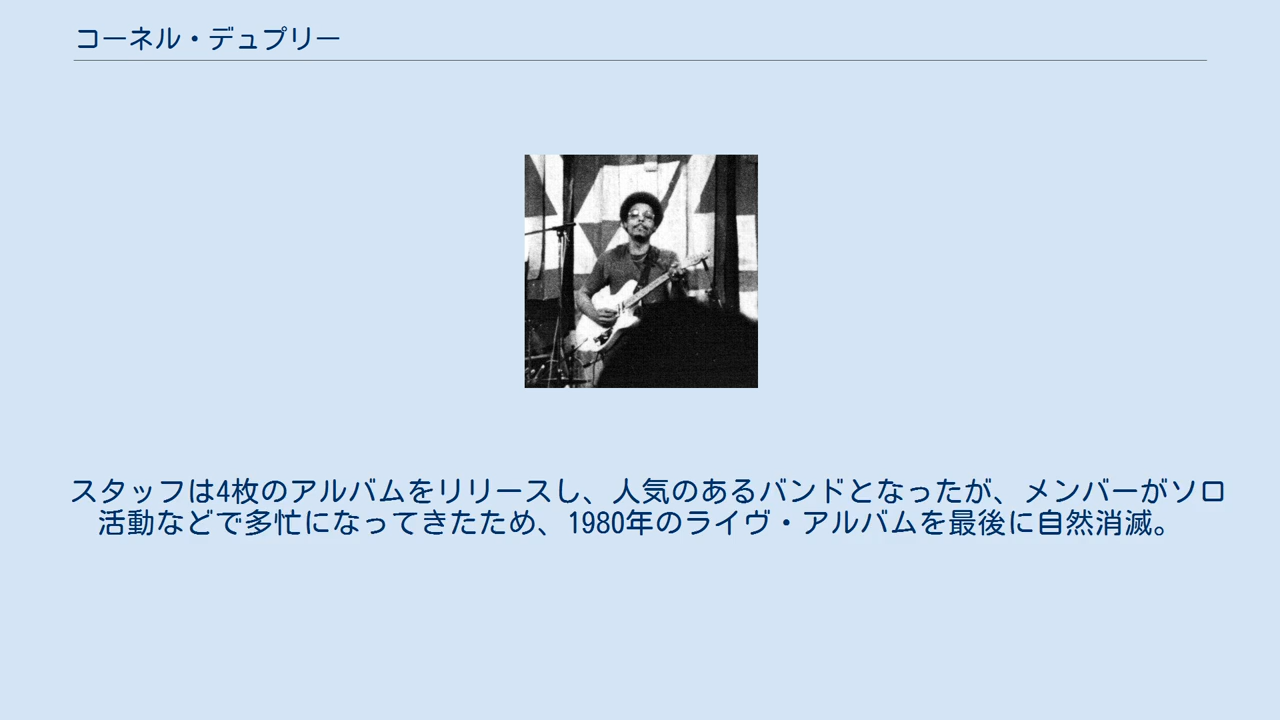 コーネル・デュプリー
スタッフは4枚のアルバムをリリースし、人気のあるバンドとなったが、メンバーがソロ
活動などで多忙になってきたため、1980年のライヴ・アルバムを最後に自然消滅。